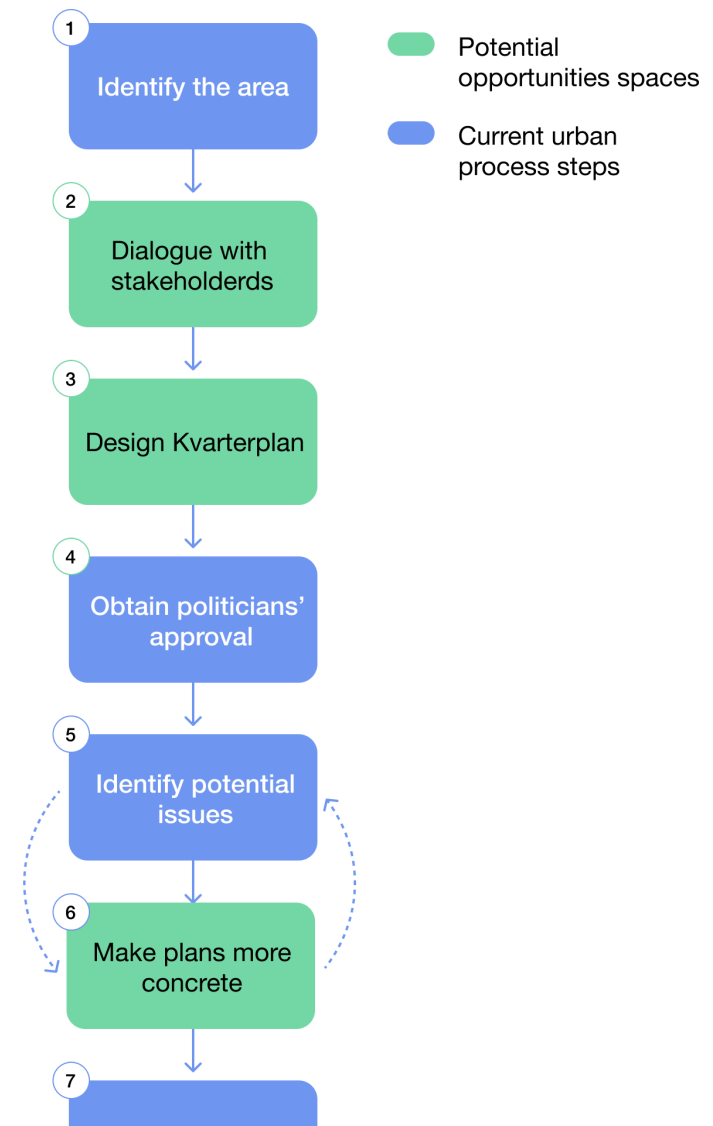 1
Identify the area
Potential
opportunities spaces
Current urban
process steps
2
Dialogue with
stakeholderds
3
Design Kvarterplan
4
Obtain politicians’
approval
5
Identify potential
issues
6
Make plans more
concrete
7